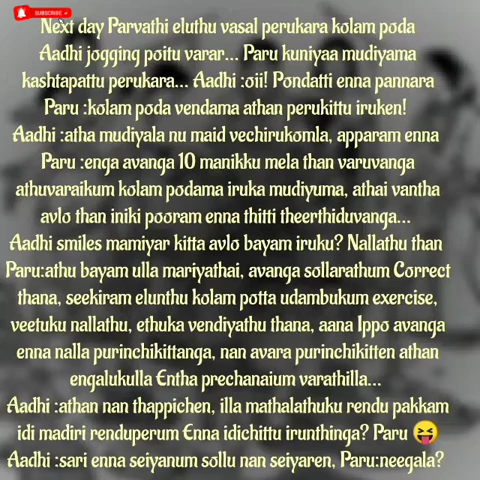 SUBSCRIBE
Next day Parvathi eluthu vasal perukara kolam poda
Aadhi jogging poitu varar... Paru kuniyaa mudiyama
kashtapattu perukara... Aadhi :oii! Pondatti enna pannara
Paru :kolam poda vendama athan perukittu iruken!
Aadhi :atha mudiyala nu maid vechirukomla, apparam enna
Paru :enga avanga 10 manikku mela than varuvanga
athuvaraikum kolam podama iruka mudiyuma, athai vantha
avlo than iniki pooram enna thitti theerthiduvanga...
Aadhi smiles mamiyar kitta avlo bayam iruku? Nallathu than
Paru:athu bayam ulla mariyathai, avanga sollarathum Correct
thana, seekiram elunthu kolam potta udambukum exercise,
veetuku nallathu, ethuka vendiyathu thana, aana Ippo avanga
enna nalla purinchikittanga, nan avara purinchikitten athan
engalukulla Entha prechanaium varathilla...
Aadhi :athan nan thappichen, illa mathalathuku rendu pakkam
idi madiri renduperum Enna idichittu irunthinga? Paru 😝
Aadhi :sari enna seiyanum sollu nan seiyaren, Paru:neegala?